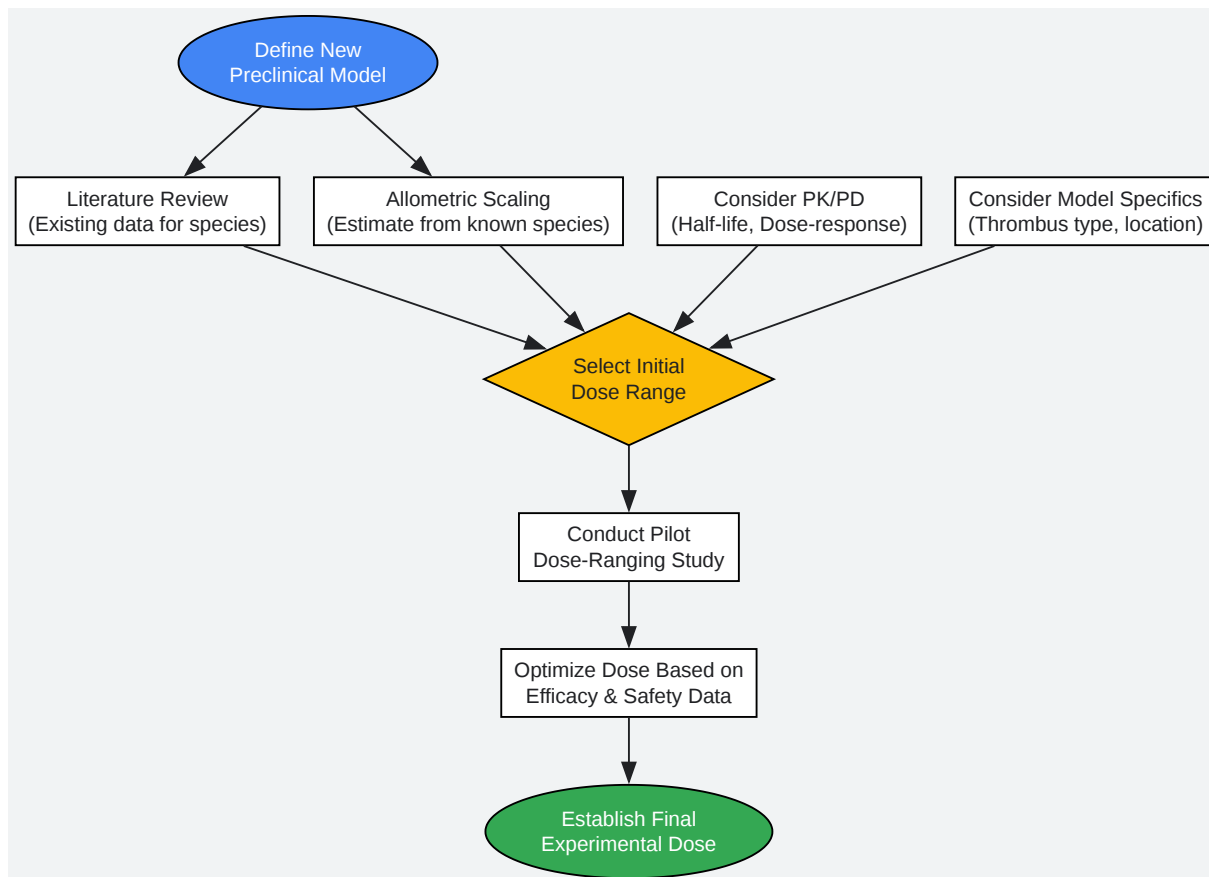 Define New
Preclinical Model
Literature Review
(Existing data for species)
Allometric Scaling
(Estimate from known species)
Consider PK/PD
(Half-life, Dose-response)
Consider Model Specifics
(Thrombus type, location)
Select Initial
Dose Range
Conduct Pilot
Dose-Ranging Study
Optimize Dose Based on
Efficacy & Safety Data
Establish Final
Experimental Dose